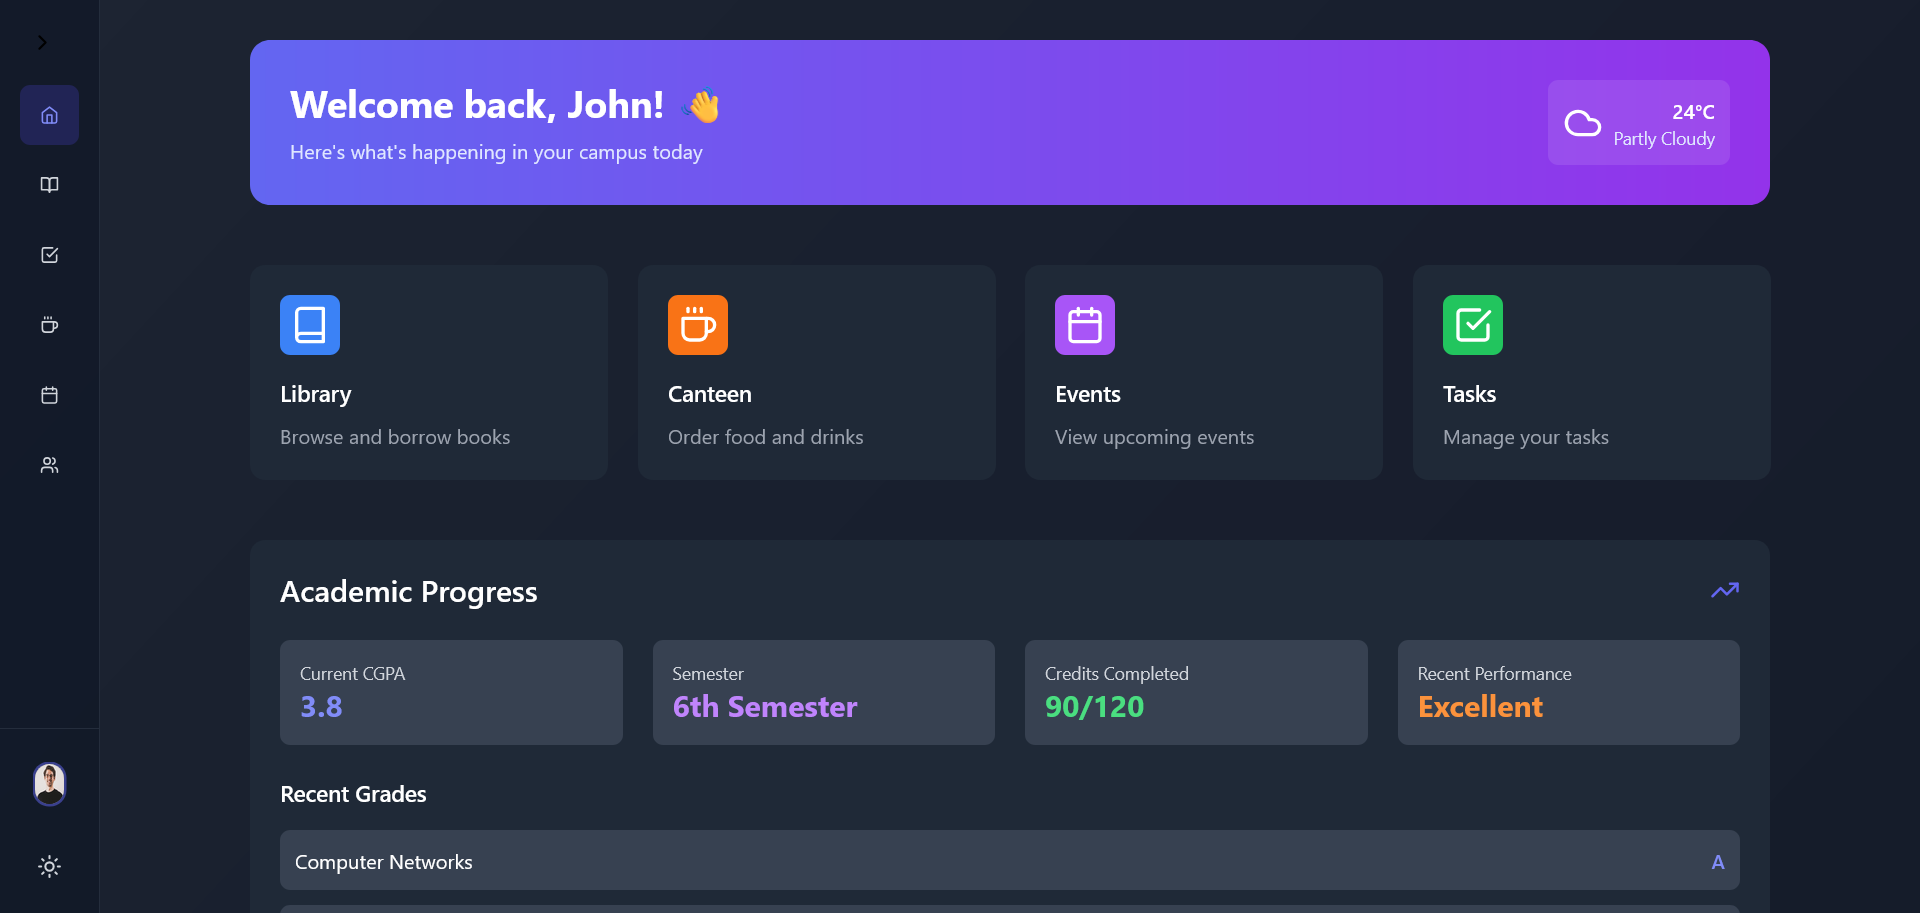 Welcome back, John! 👋
Here's what's happening in your campus today
24°C
Partly Cloudy
Library
Browse and borrow books
Canteen
Order food and drinks
Events
View upcoming events
Tasks
Manage your tasks
Academic Progress
Current CGPA
3.8
Semester
6th Semester
Credits Completed
90/120
Recent Performance
Excellent
Recent Grades
Computer Networks
A